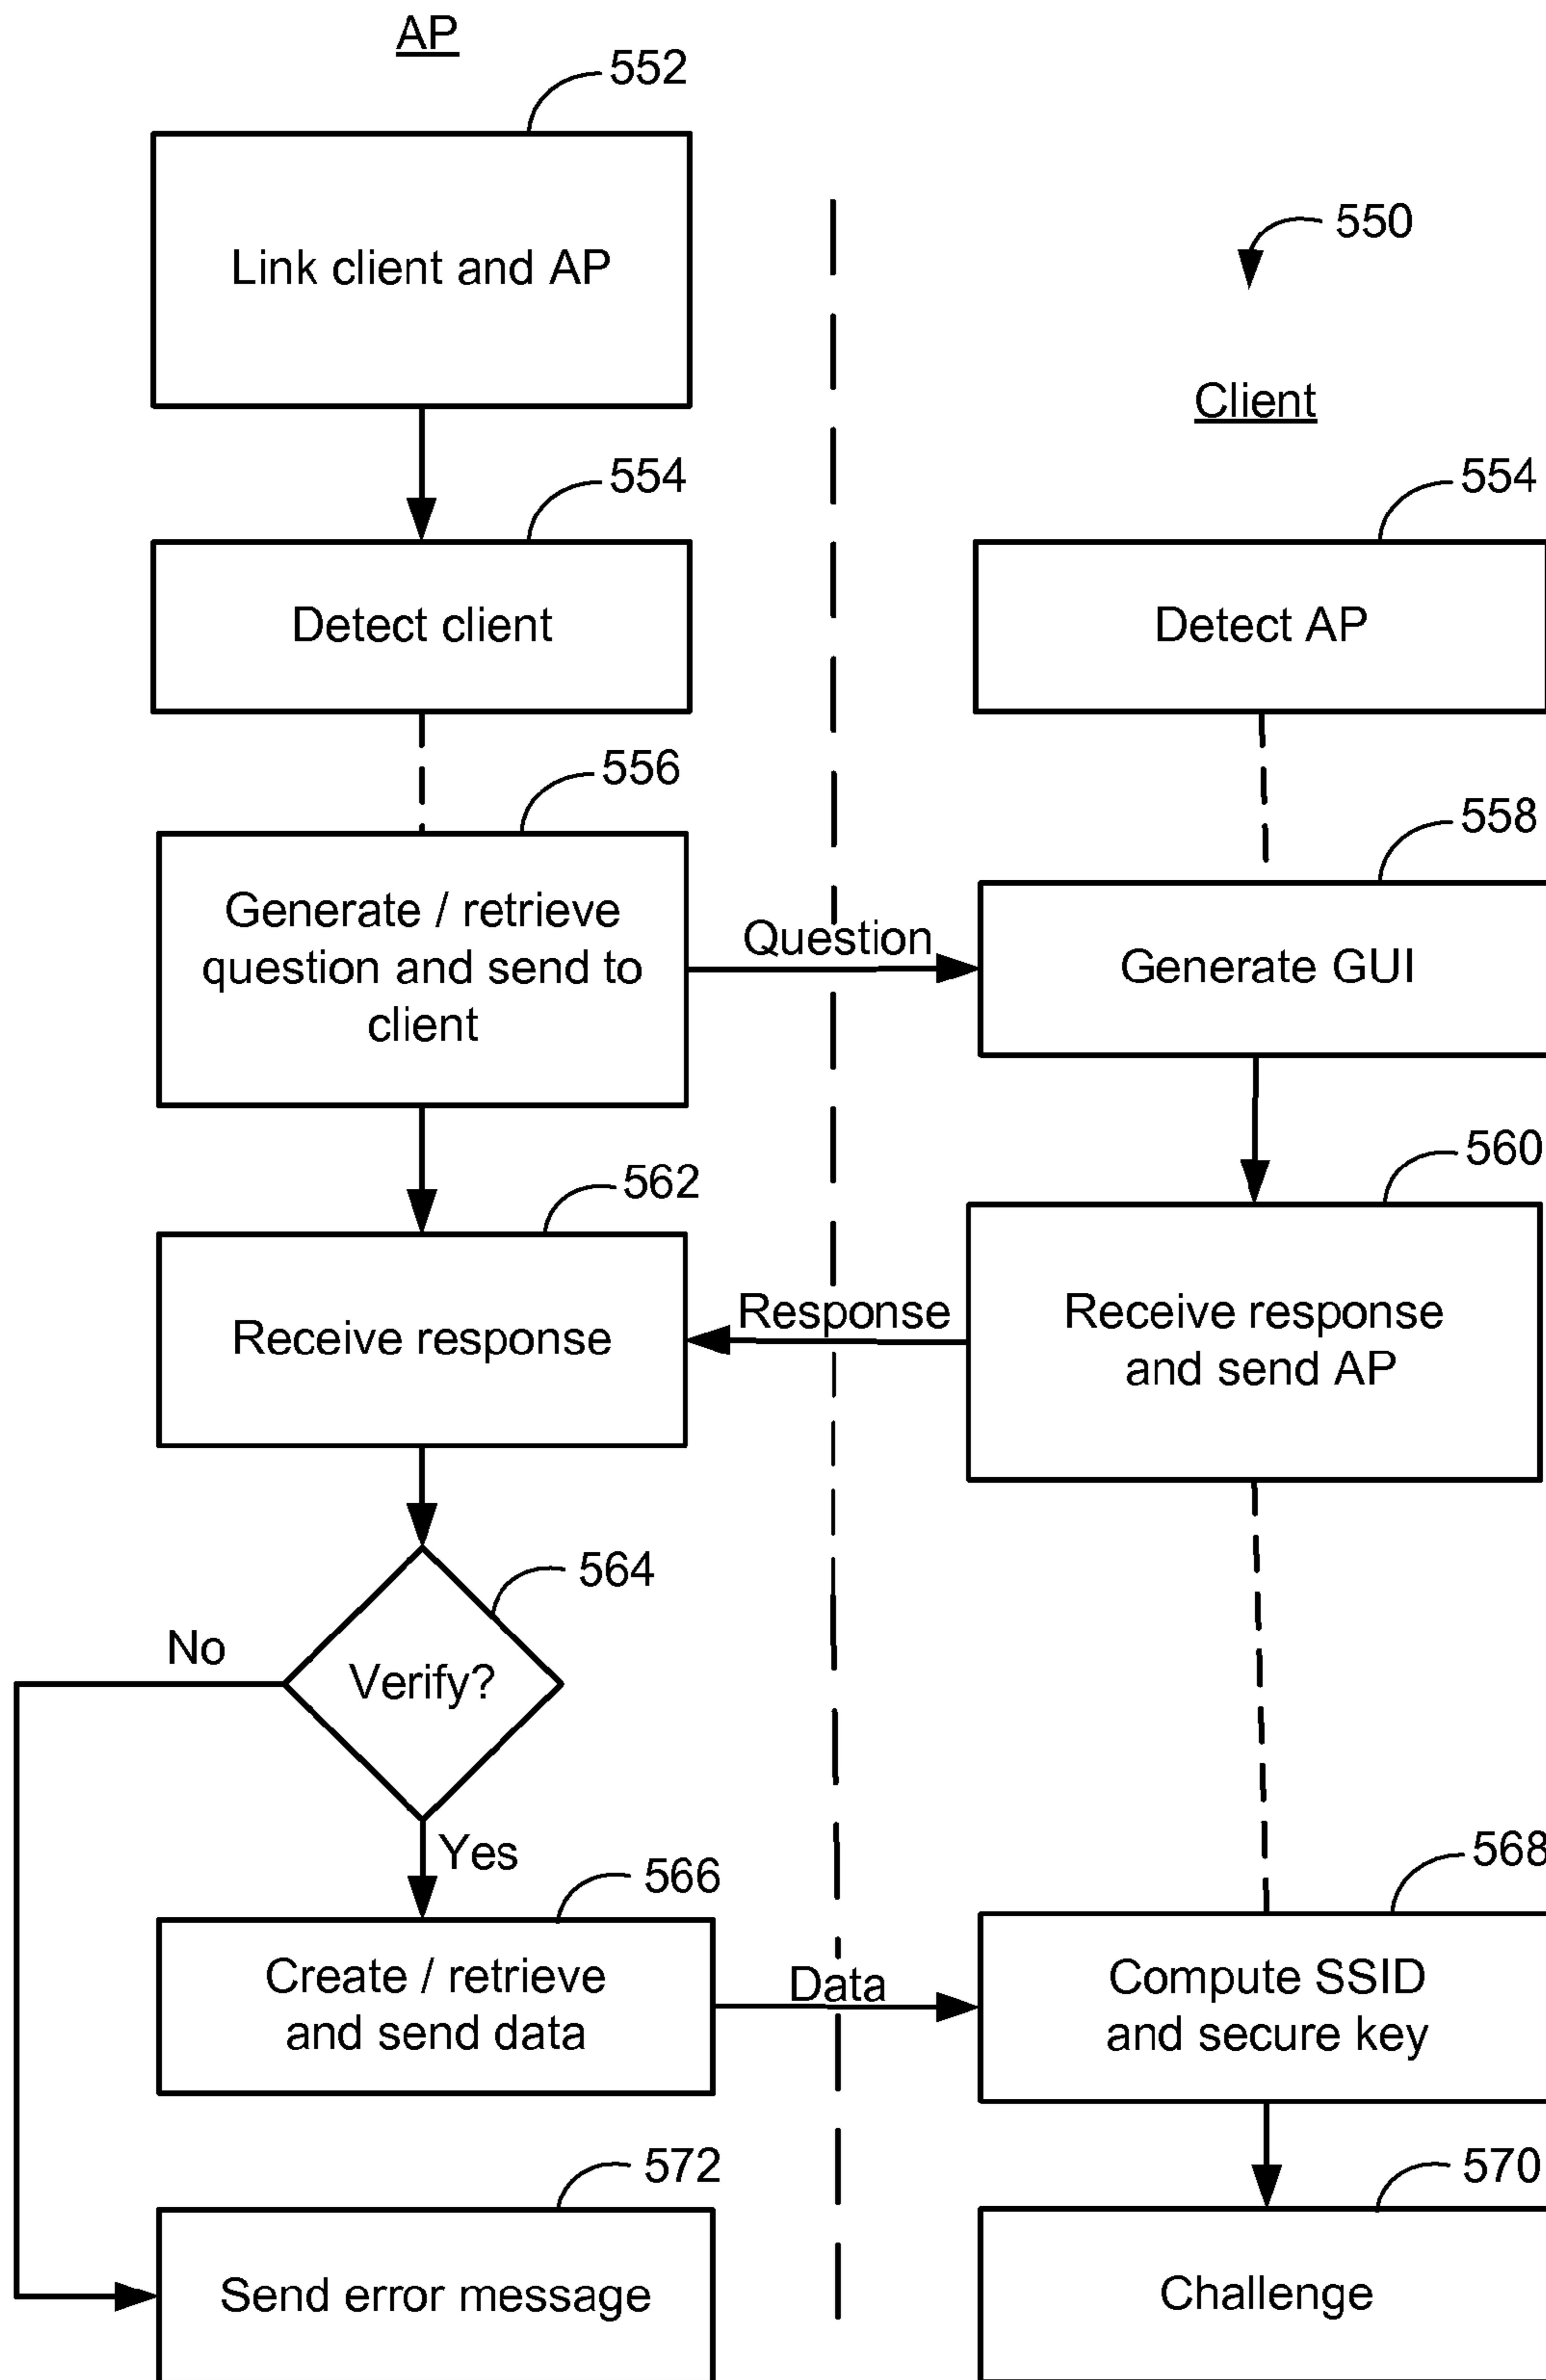 AP
552
Link client and AP
550
Client
554
Detect client
554
Detect AP
556
Generate / retrieve
question and send to
client
Question
558
Generate GUI
560
Receive response
and send AP
Response
562
Receive response
564
Verify?
No
Yes
566
Create / retrieve
and send data
Data
568
Compute SSID
and secure key
572
Send error message
570
Challenge